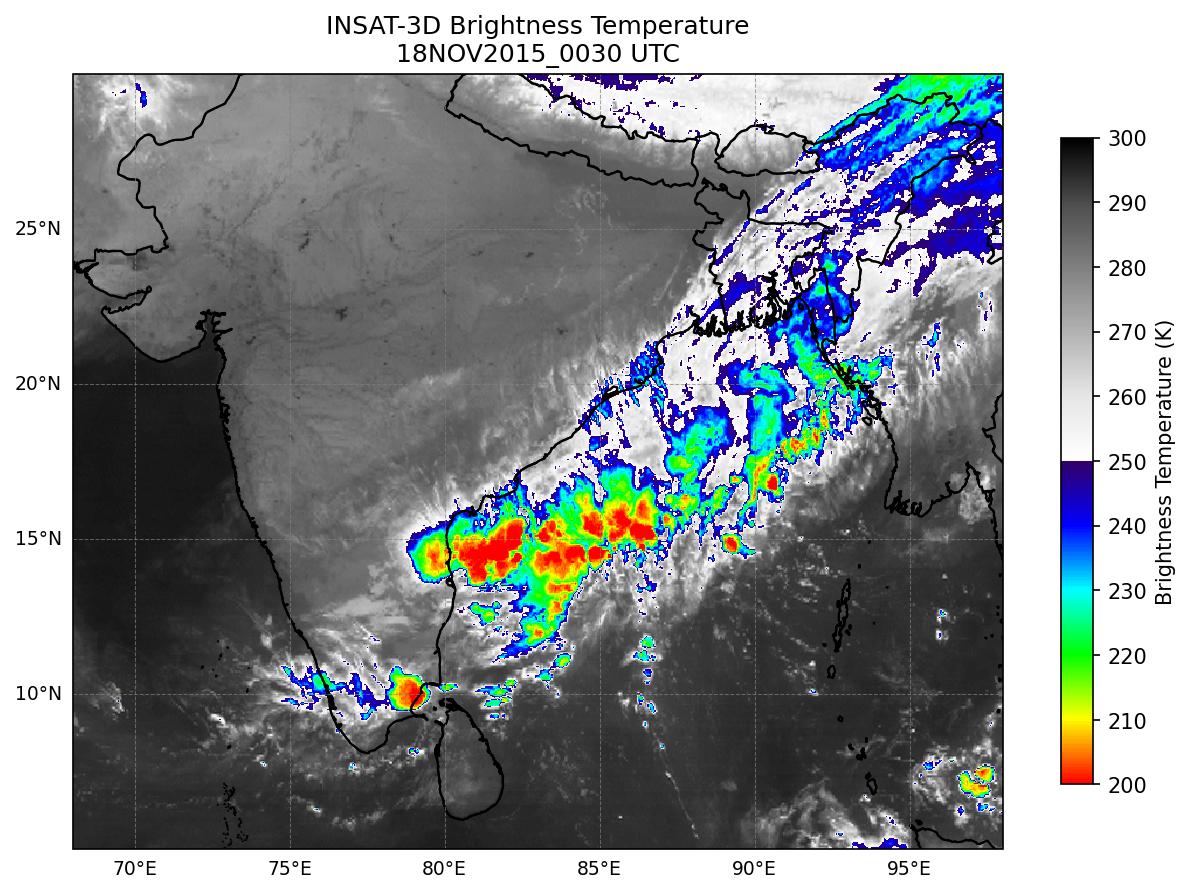 INSAT-3D Brightness Temperature
18NOV2015_0030 UTC
25°N
20°N
15°N
10°N
70°E
75°E
80°E
85°E
90°E
95°E
300
290
280
270
260
250
240
230
220
210
200
Brightness Temperature (K)